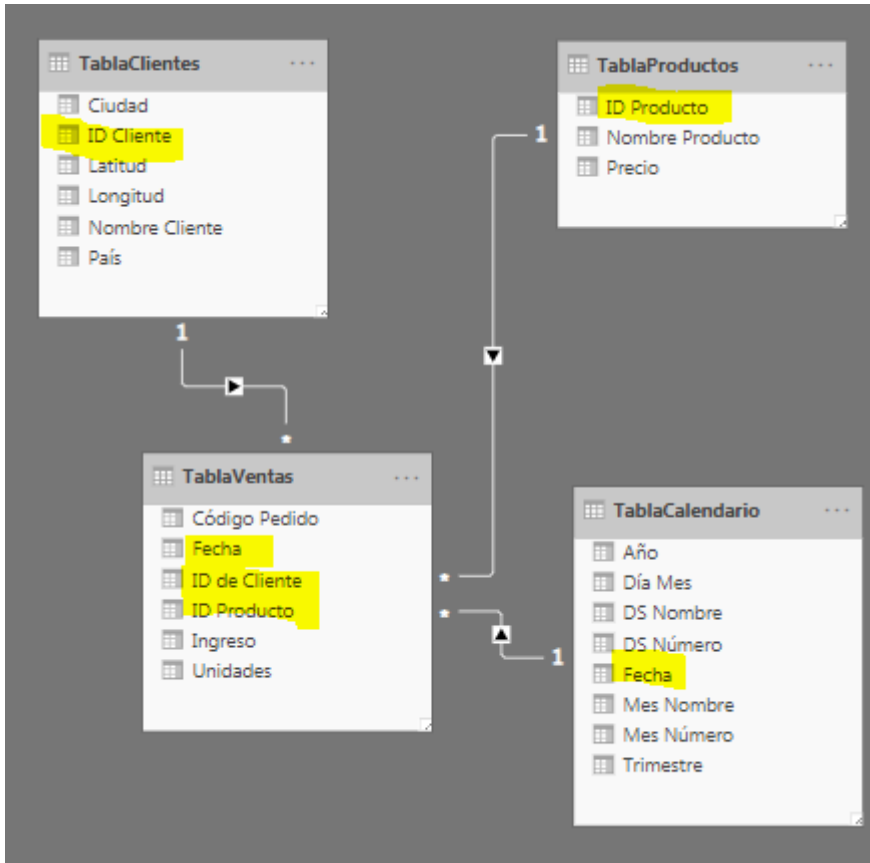 TablaClientes
Ciudad
ID Cliente
Latitud
Longitud
Nombre Cliente
País
1
TablaProductos
ID Producto
Nombre Producto
Precio
1
*
TablaVentas
Código Pedido
Fecha
ID de Cliente
ID Producto
Ingreso
Unidades
*
*
1
TablaCalendario
Año
Día Mes
DS Nombre
DS Número
Fecha
Mes Nombre
Mes Número
Trimestre